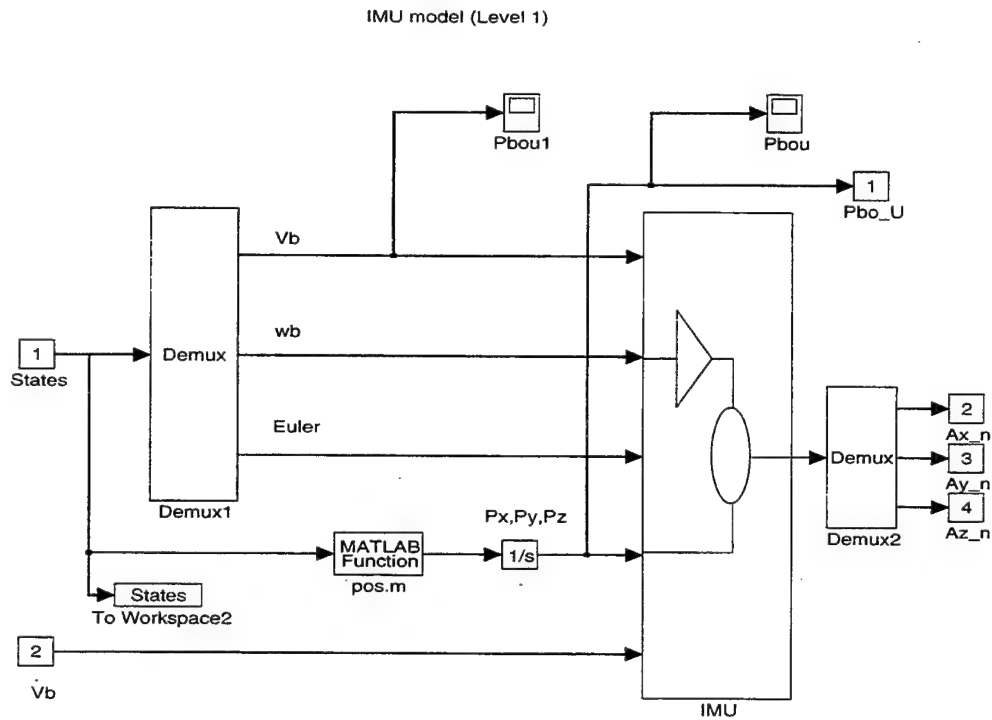 IMU model (Level 1)
Pbou1
Pbou
1
Pbo_U
Vb
wb
1
States
Demux
Euler
Demux1
2
Ax_n
Demux
3
Ay_n
4
Az_n
Demux2
Px,Py,Pz
MATLAB
Function
1/s
pos.m
States
To Workspace2
2
Vb
IMU